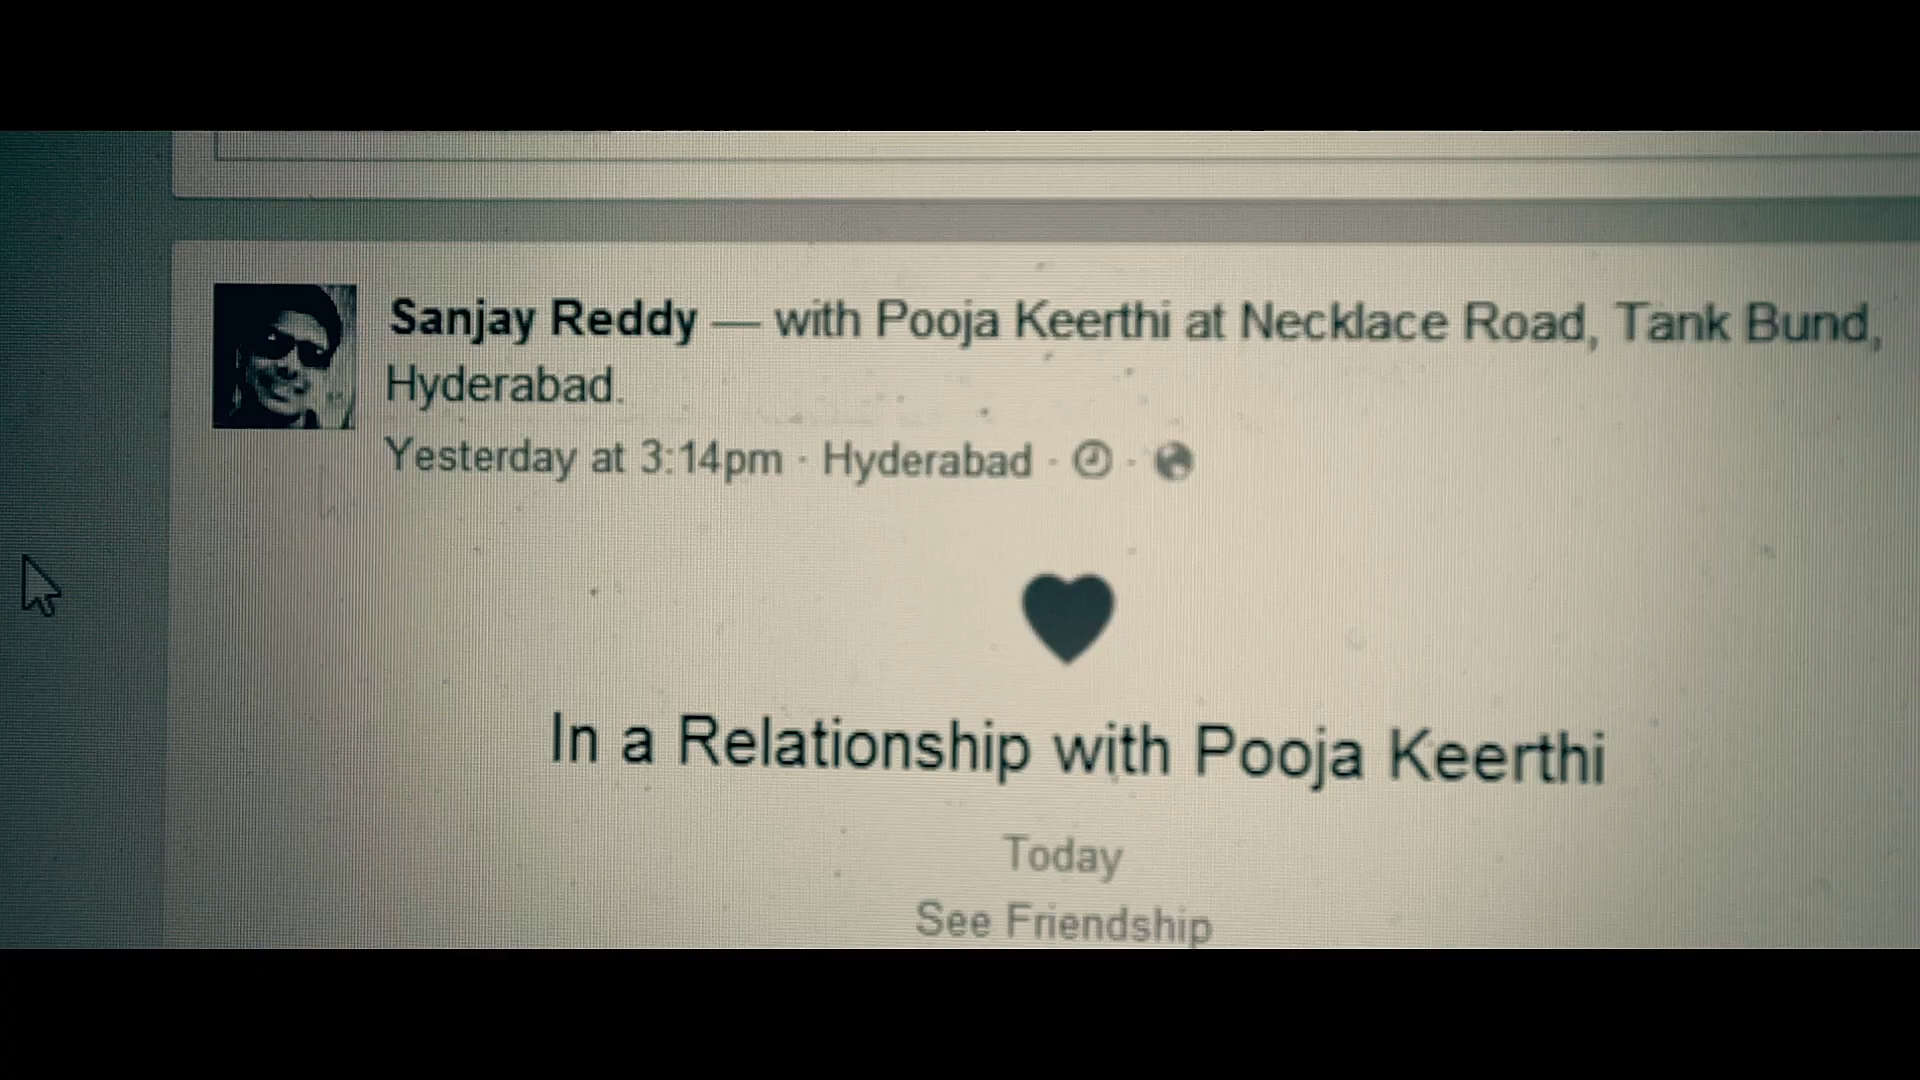 Sanjay Reddy — with Pooja Keerthi at Necklace Road, Tank Bund,
Hyderabad.
Yesterday at 3:14pm · Hyderabad · ·
In a Relationship with Pooja Keerthi
Today
See Friendship